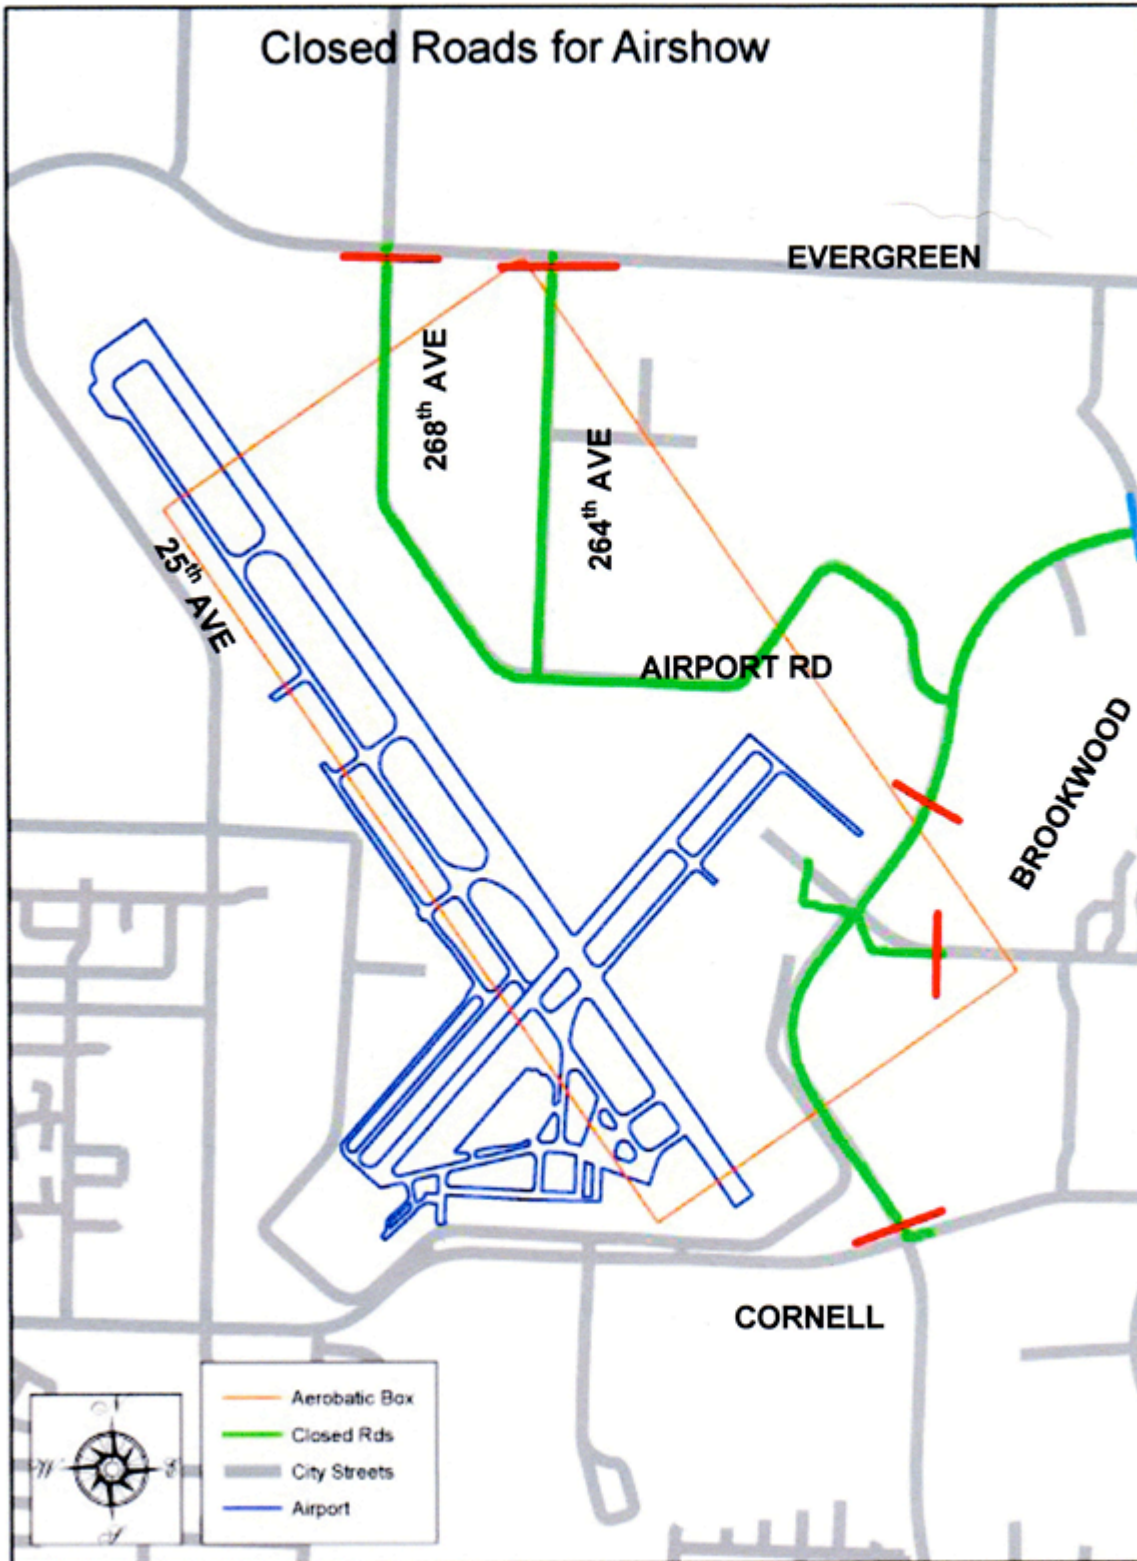 Closed Roads for Airshow
EVERGREEN
268th AVE
264th AVE
25th AVE
AIRPORT RD
BROOKWOOD
CORNELL
Aerobatic Box
Closed Rds
City Streets
Airport
N
W
E
S